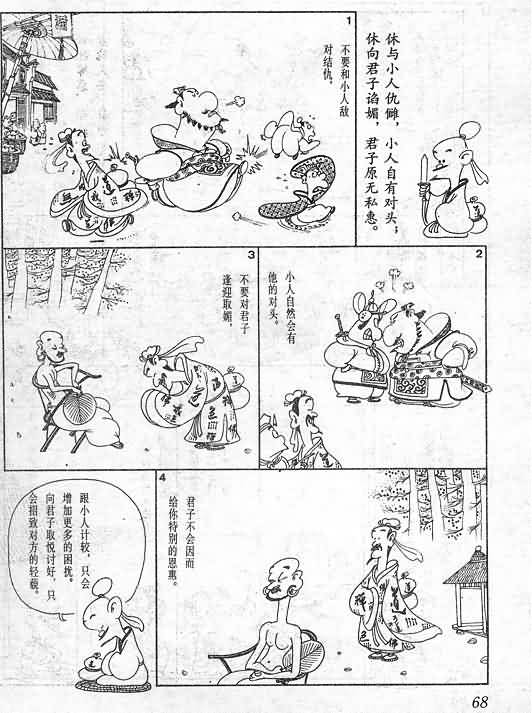 休与小人仇雠，小人自有对头；
休向君子谄媚，君子原无私惠。
1
不要和小人敌
对结仇。
2
小人自然会有
他的对头。
3
不要对君子
逢迎取媚，
4
君子不会因而
给你特别的恩惠。
跟小人计较，只会
增加更多的困扰。
向君子取悦讨好，只
会招致对方的轻藐。
68